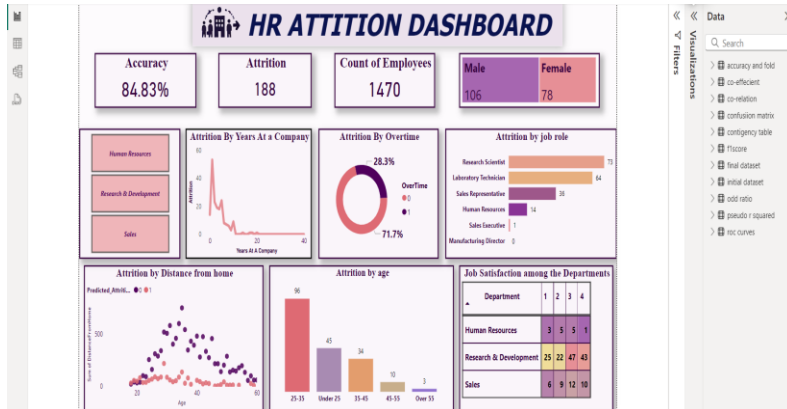 HR ATTITION DASHBOARD
Accuracy
84.83%
Attrition
188
Count of Employees
1470
Male
106
Female
78
Human Resources
Research & Development
Sales
Attrition By Years At a Company
Attrition
60
40
20
0
0
20
40
Years At a Company
Attrition By Overtime
28.3%
71.7%
OverTime
0
1
Attrition by job role
Research Scientist
73
Laboratory Technician
64
Sales Representative
36
Human Resources
14
Sales Executive
1
Manufacturing Director
0
Attrition by Distance from home
Predicted_Attriti...
0
1
Sum of DistanceFromHome
500
0
20
40
60
Age
Attrition by age
96
45
34
10
3
25-35
Under 25
35-45
45-55
Over 55
Job Satisfaction among the Departments
Department 1 2 3 4
Human Resources 3 5 5 1
Research & Development 25 22 47 43
Sales 6 9 12 10
Filters
Visualizations
Data
Search
accuracy and fold
co-effecient
co-relation
confusiion matrix
contigency table
f1score
final dataset
initial dataset
odd ratio
pseudo r squared
roc curves